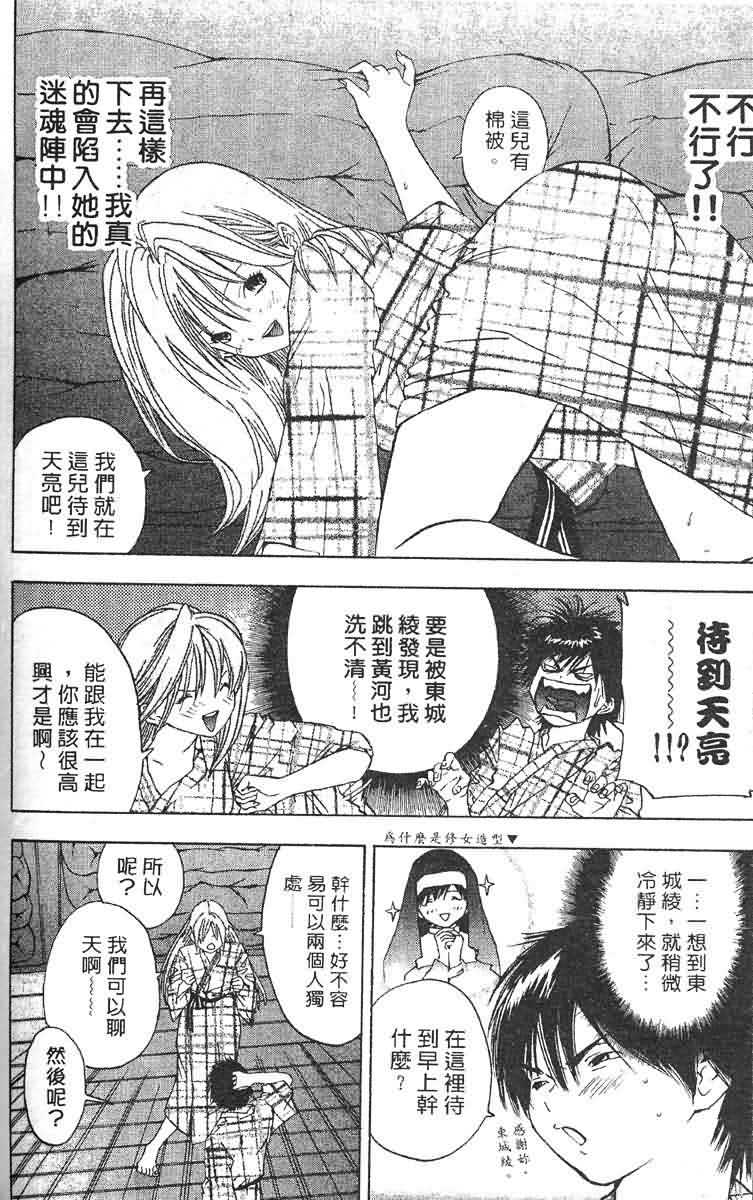 不行
不行了!!
這兒有
棉被。
再這樣
下去……我真
的會陷入她的
迷魂陣中!!
我們就在
這兒待到
天亮吧!
待到天亮
~~~~!!?
要是被東城
綾發現,我
跳到黃河也
洗不清~~!
能跟我在一起
,你應該很高
興才是啊~
一…一想到東
城綾,就稍微
冷靜下來了…
為什麼是修女造型▼
在這裡待
到早上幹
什麼?
感謝妳,
東城綾。
幹什麼…好不容
易可以兩個人獨
處……
所以
呢?
我們可以聊
天啊~~~~
然後呢?